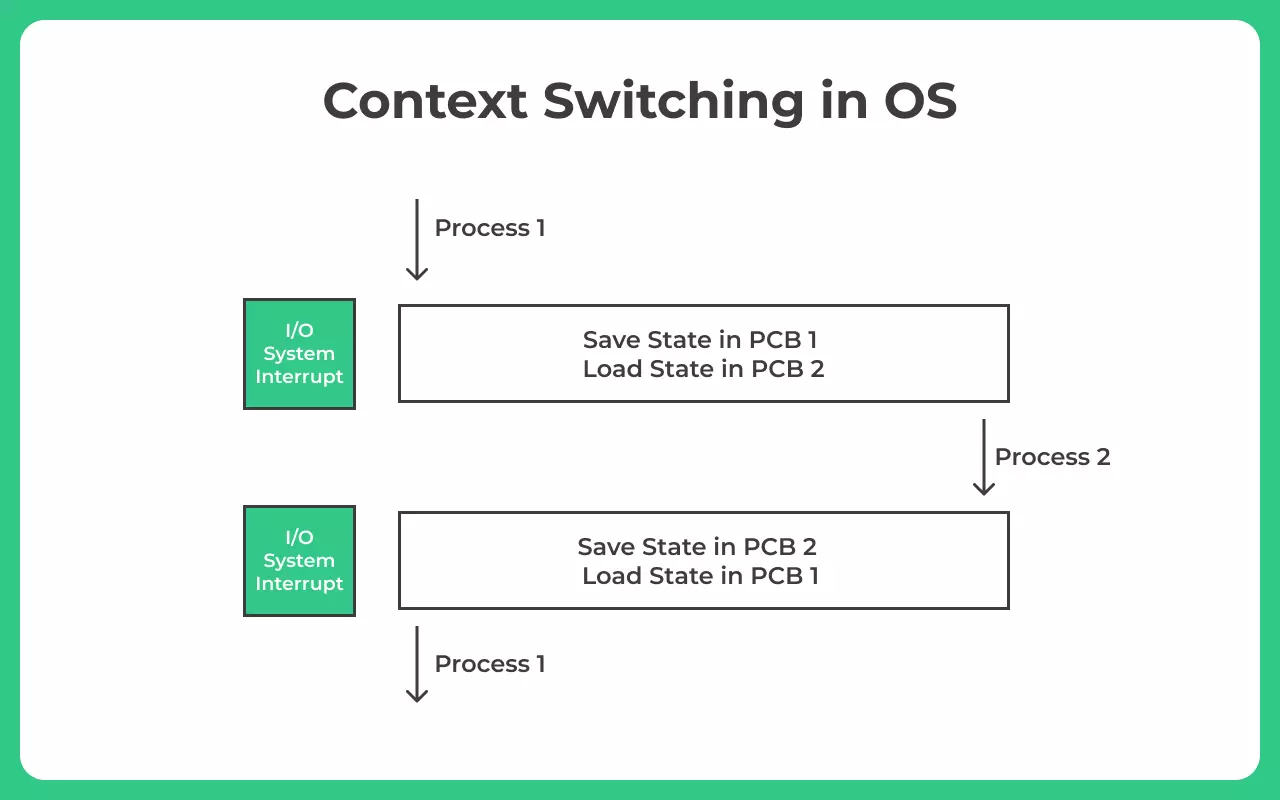 Context Switching in OS
Process 1
I/O
System
Interrupt
Save State in PCB 1
Load State in PCB 2
Process 2
I/O
System
Interrupt
Save State in PCB 2
Load State in PCB 1
Process 1